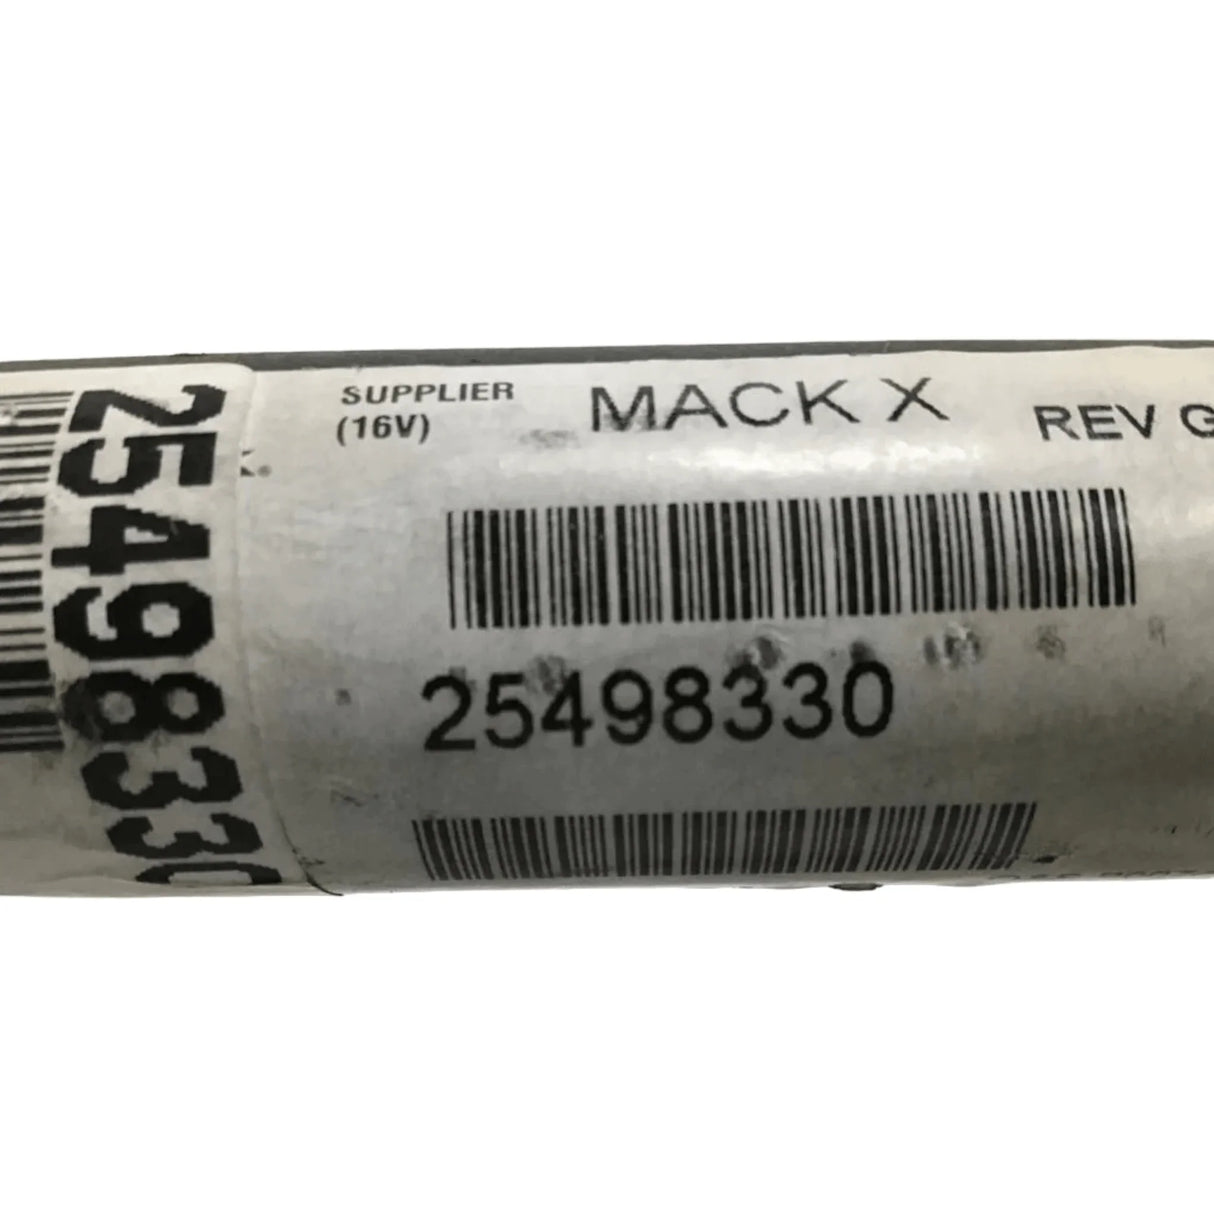 25498330
SUPPLIER
(16V)
MACK X
REV G
25498330